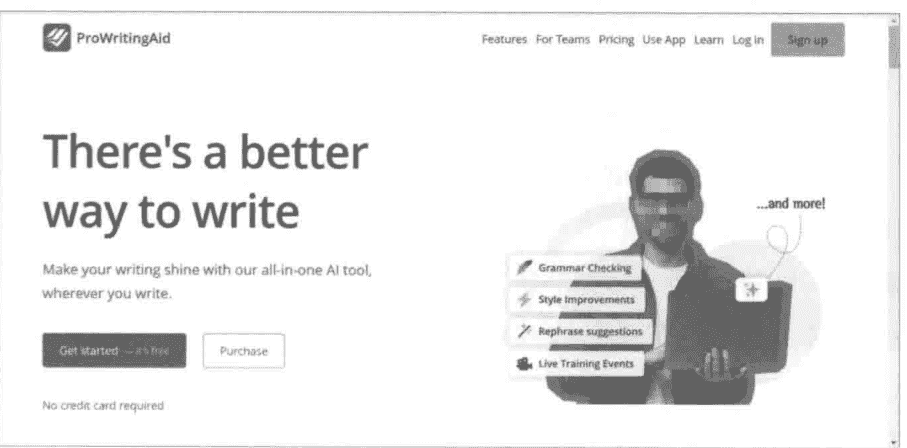 ProWritingAid
Features For Teams Pricing Use App Learn Log in Sign up
There's a better
way to write
Make your writing shine with our all-in-one AI tool,
wherever you write.
Get started — it's free
Purchase
No credit card required
...and more!
Grammar Checking
Style Improvements
Rephrase suggestions
Live Training Events